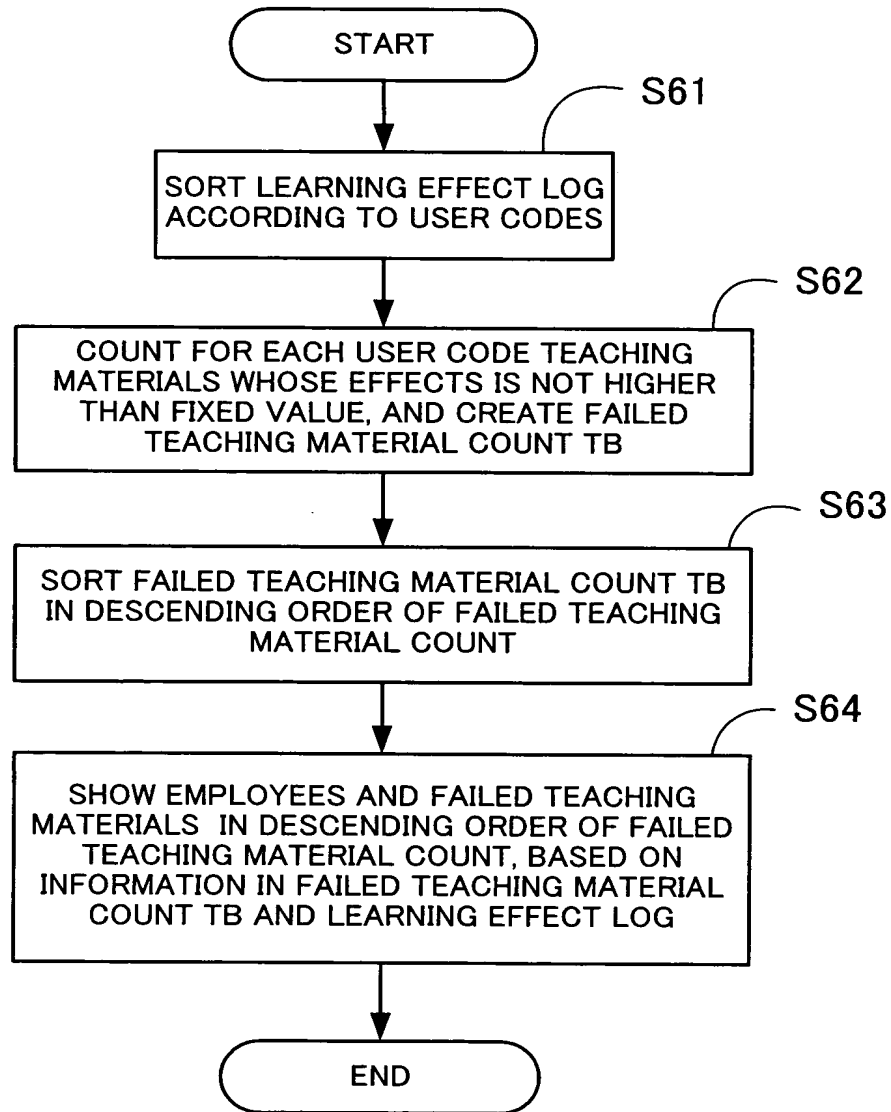 START
S61
SORT LEARNING EFFECT LOG
ACCORDING TO USER CODES
S62
COUNT FOR EACH USER CODE TEACHING
MATERIALS WHOSE EFFECTS IS NOT HIGHER
THAN FIXED VALUE, AND CREATE FAILED
TEACHING MATERIAL COUNT TB
S63
SORT FAILED TEACHING MATERIAL COUNT TB
IN DESCENDING ORDER OF FAILED TEACHING
MATERIAL COUNT
S64
SHOW EMPLOYEES AND FAILED TEACHING
MATERIALS IN DESCENDING ORDER OF FAILED
TEACHING MATERIAL COUNT, BASED ON
INFORMATION IN FAILED TEACHING MATERIAL
COUNT TB AND LEARNING EFFECT LOG
END